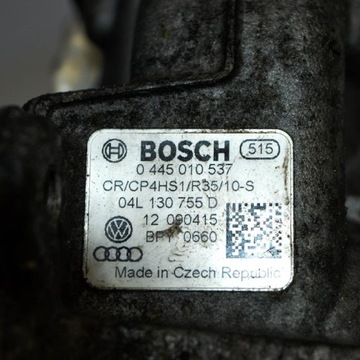 BOSCH 515
0 445 010 537
CR/CP4HS1/R35/10-S
04L 130 755 D
12 090415
BPY 0660
Made in Czech Republic